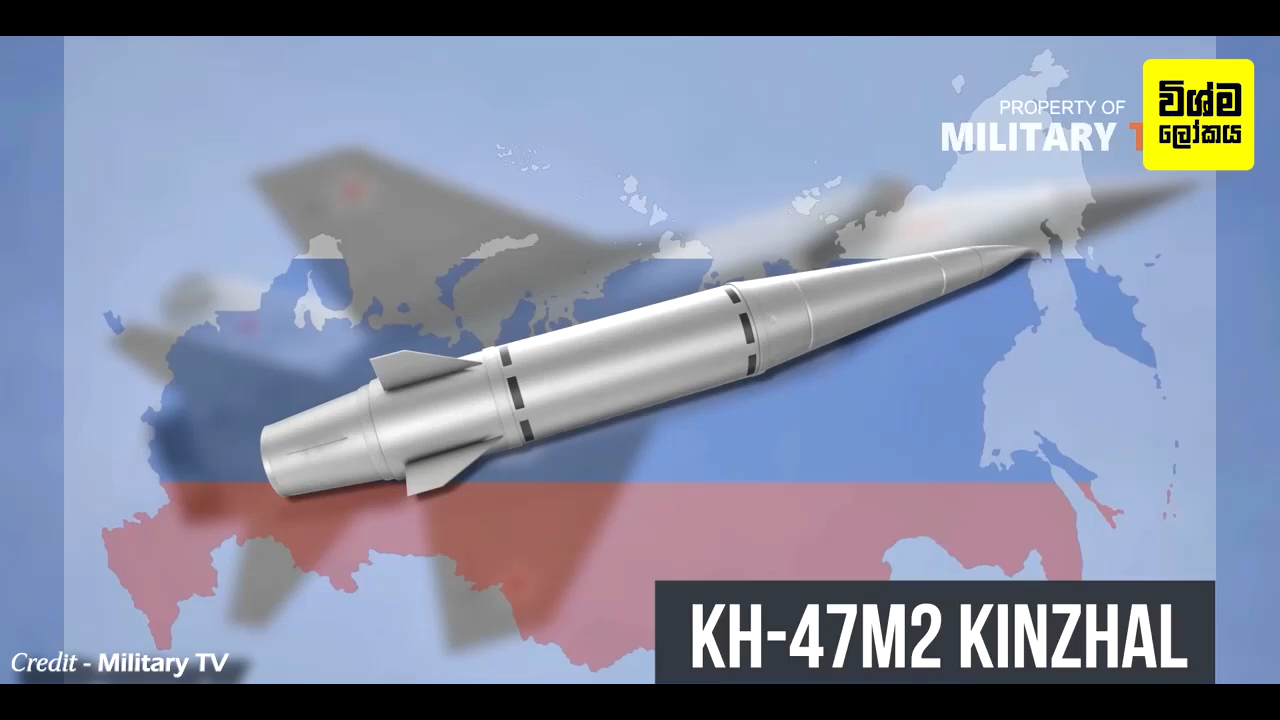 PROPERTY OF
MILITARY T
විශ්ම
ලෝකය
KH-47M2 KINZHAL
Credit - Military TV